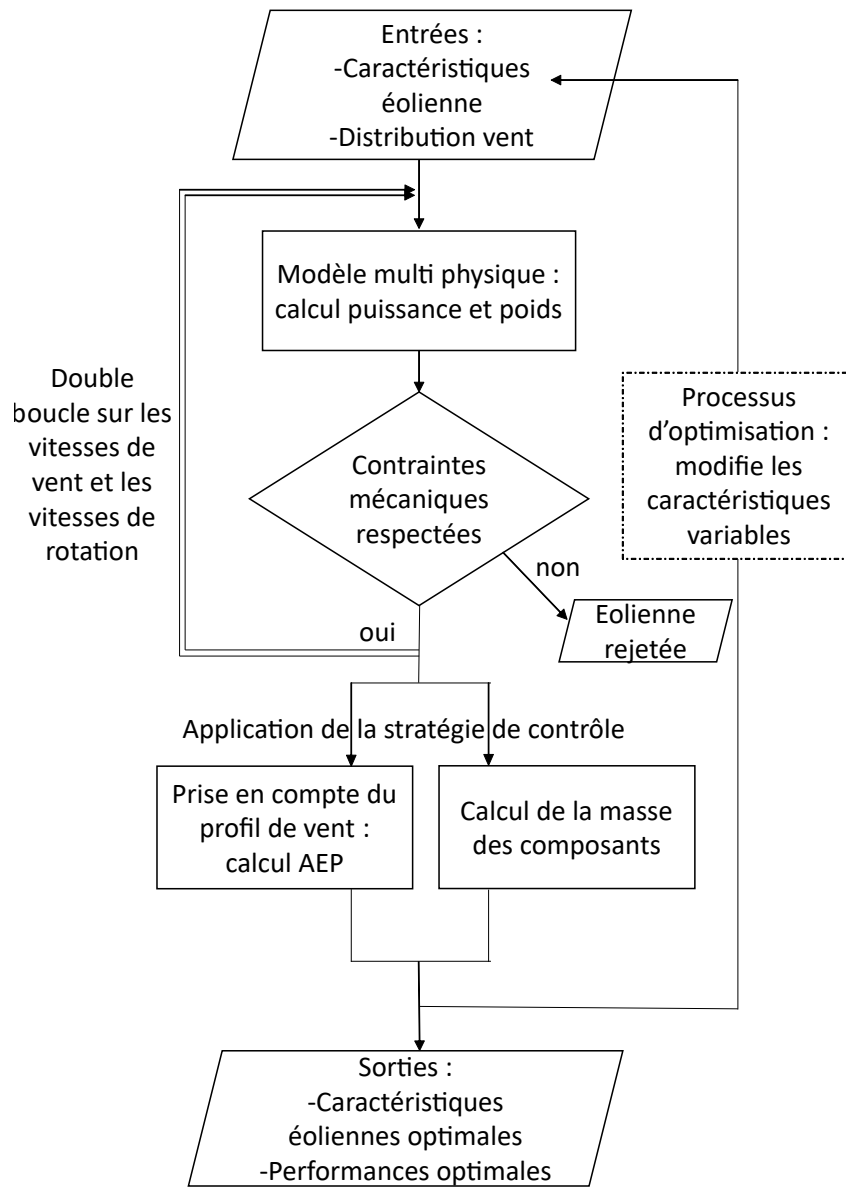 Entrées :
-Caractéristiques
éolienne
-Distribution vent
Modèle multi physique :
calcul puissance et poids
Double
boucle sur les
vitesses de
vent et les
vitesses de
rotation
Processus
d’optimisation :
modifie les
caractéristiques
variables
Contraintes
mécaniques
respectées
non
Eolienne
rejetée
oui
Application de la stratégie de contrôle
Prise en compte du
profil de vent :
calcul AEP
Calcul de la masse
des composants
Sorties :
-Caractéristiques
éoliennes optimales
-Performances optimales